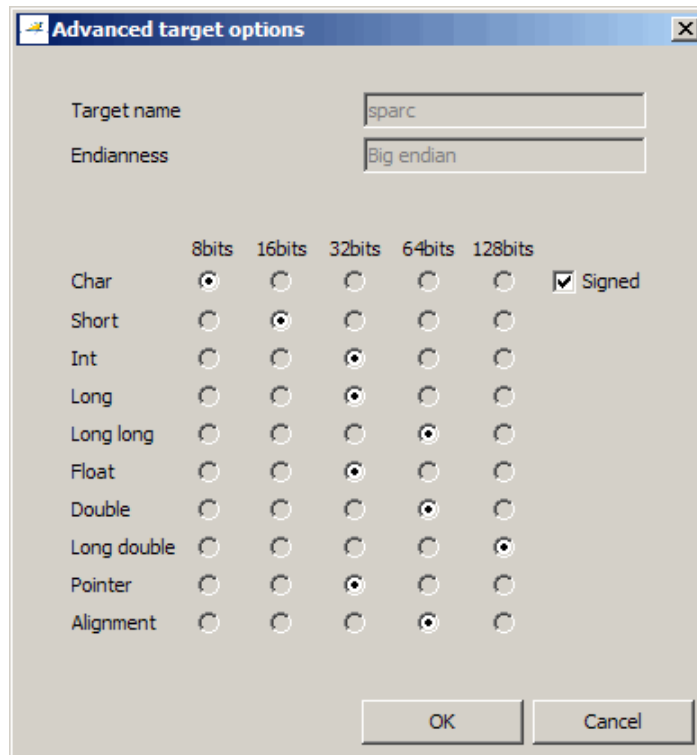 Advanced target options
Target name sparc
Endianness Big endian
8bits 16bits 32bits 64bits 128bits
Char Signed
Short
Int
Long
Long long
Float
Double
Long double
Pointer
Alignment
OK Cancel